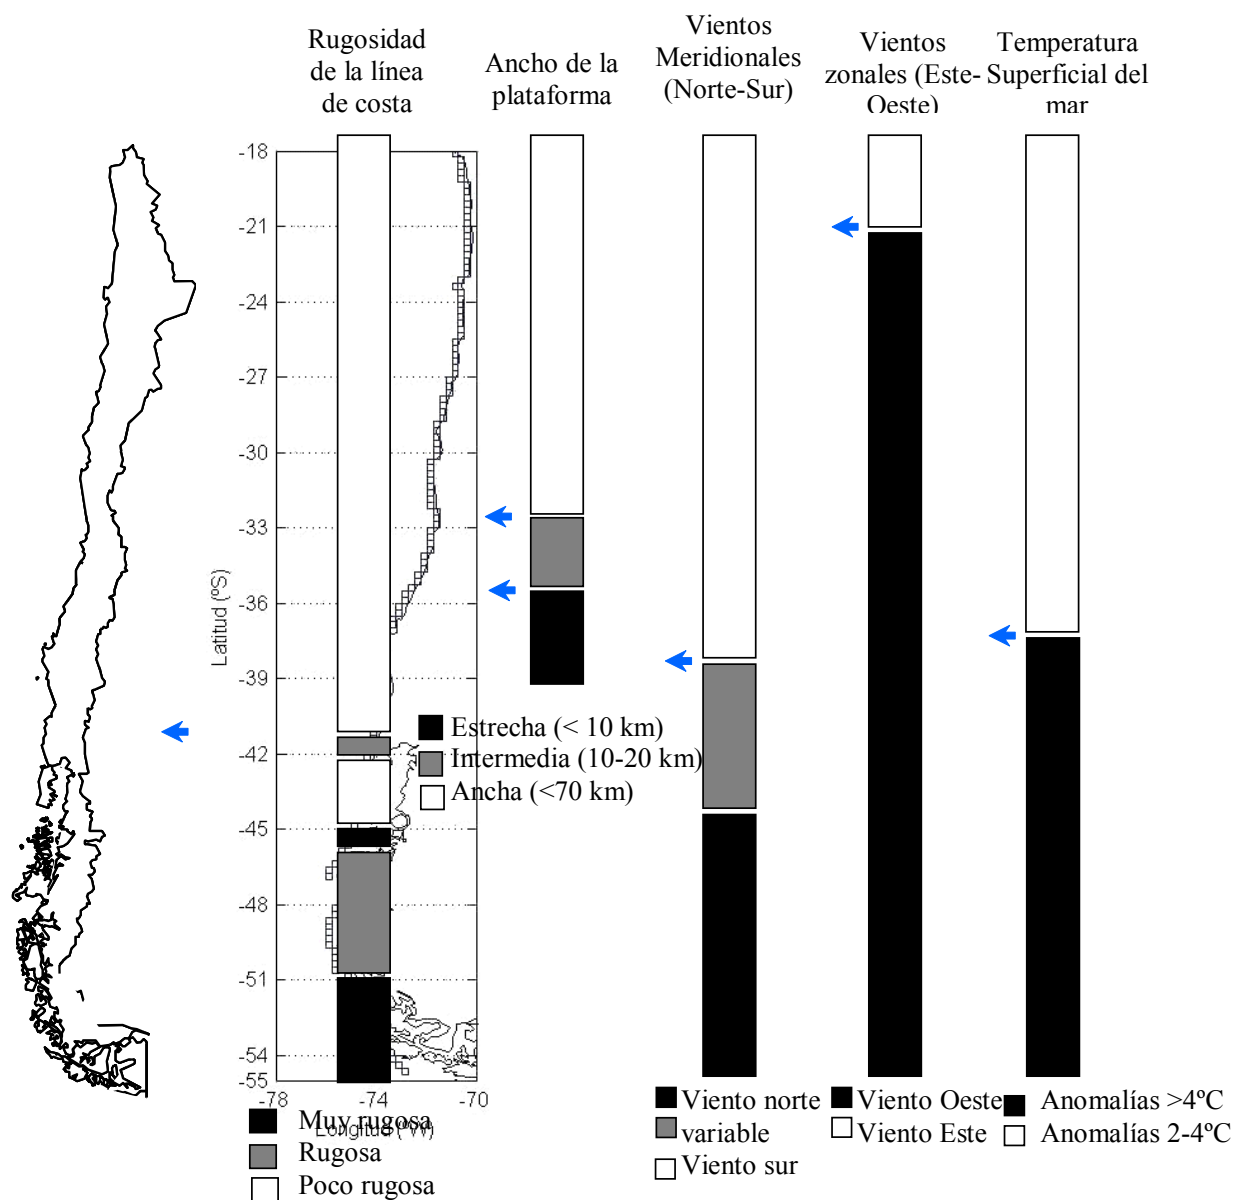 Rugosidad
de la línea
de costa
Ancho de la
plataforma
Vientos
Meridionales
(Norte-Sur)
Vientos
zonales (Este-
Oeste)
Temperatura
Superficial del
mar
-18
-21
-24
-27
-30
-33
-36
-39
-42
-45
-48
-51
-54
-55
Latitud (ºS)
-78
-74
-70
Longitud (ºW)
Estrecha (< 10 km)
Intermedia (10-20 km)
Ancha (<70 km)
Muy rugosa
Rugosa
Poco rugosa
Viento norte
variable
Viento sur
Viento Oeste
Viento Este
Anomalías >4ºC
Anomalías 2-4ºC